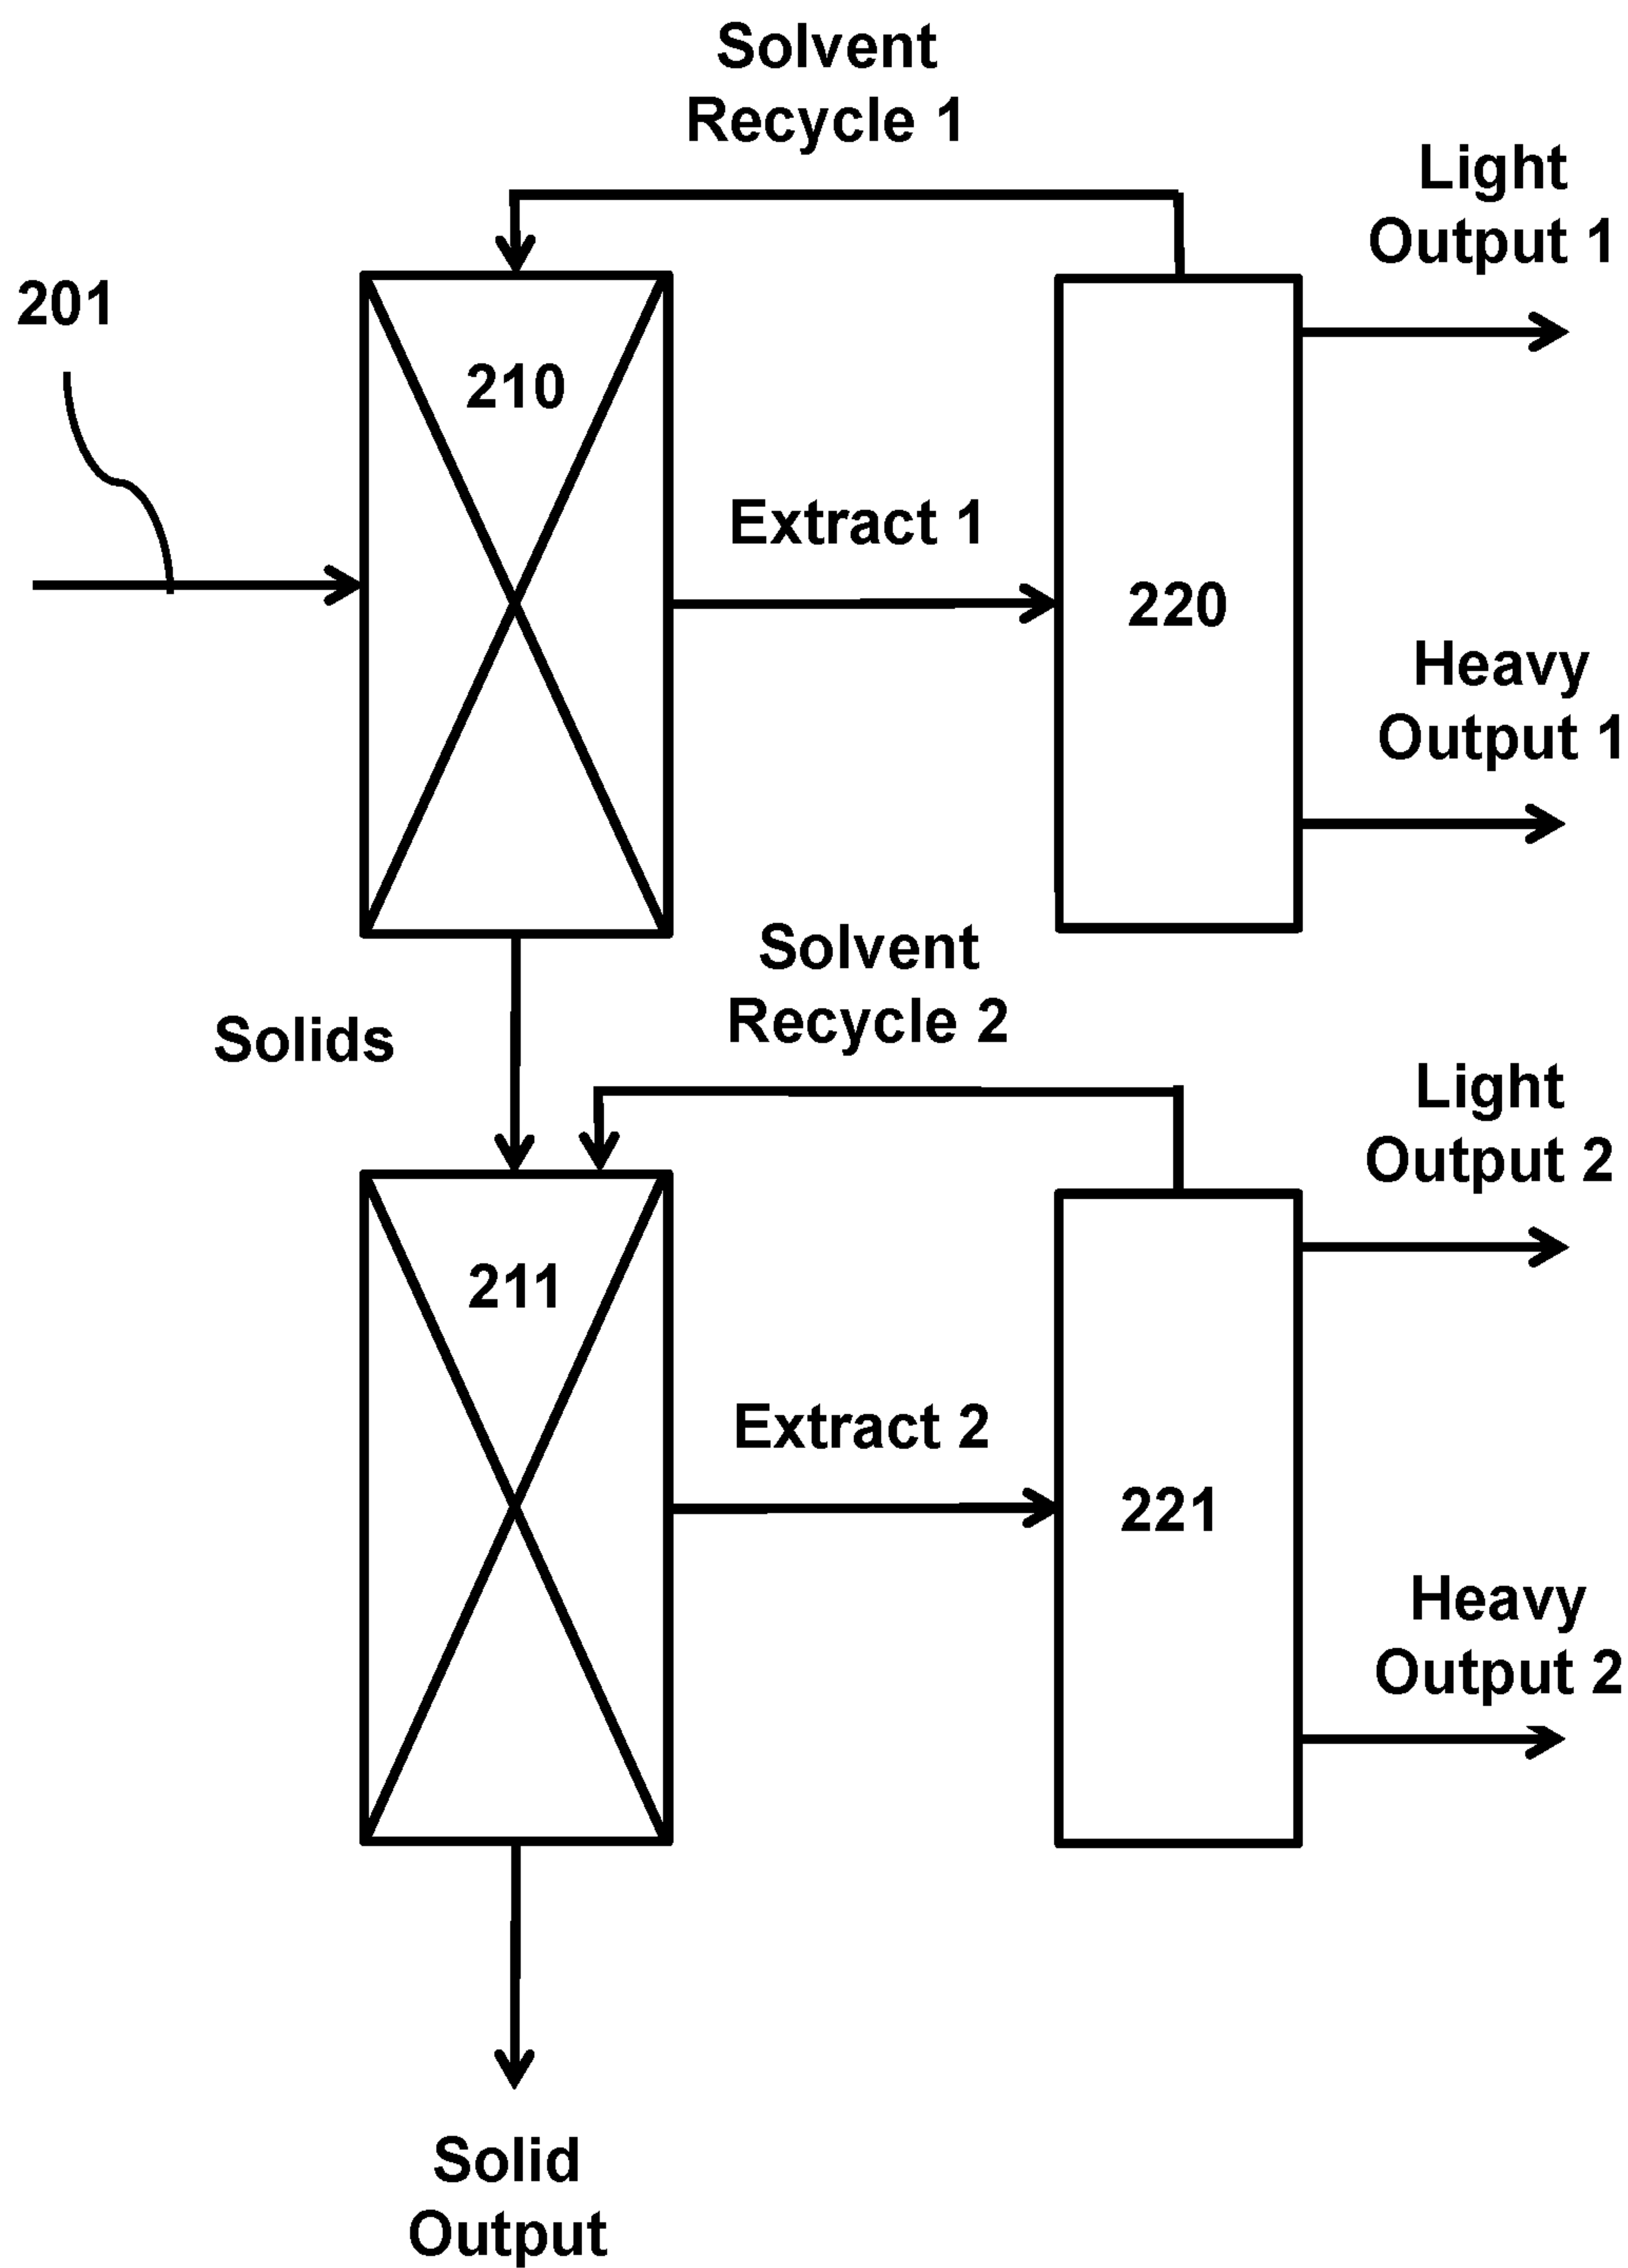 Solvent
Recycle 1
Light
Output 1
201
210
Extract 1
220
Heavy
Output 1
Solvent
Recycle 2
Solids
Light
Output 2
211
Extract 2
221
Heavy
Output 2
Solid
Output